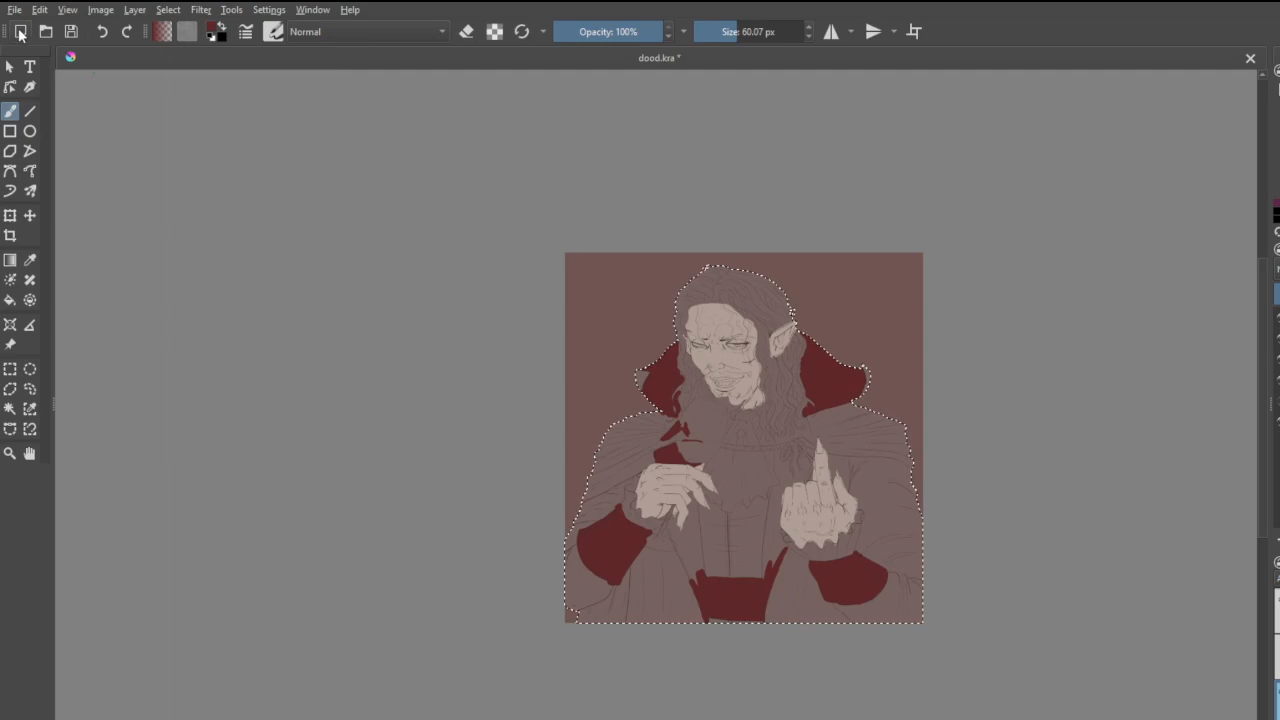 File Edit View Image Layer Select Filter Tools Settings Window Help
Normal Opacity: 100% Size: 60.07 px
dood.kra *